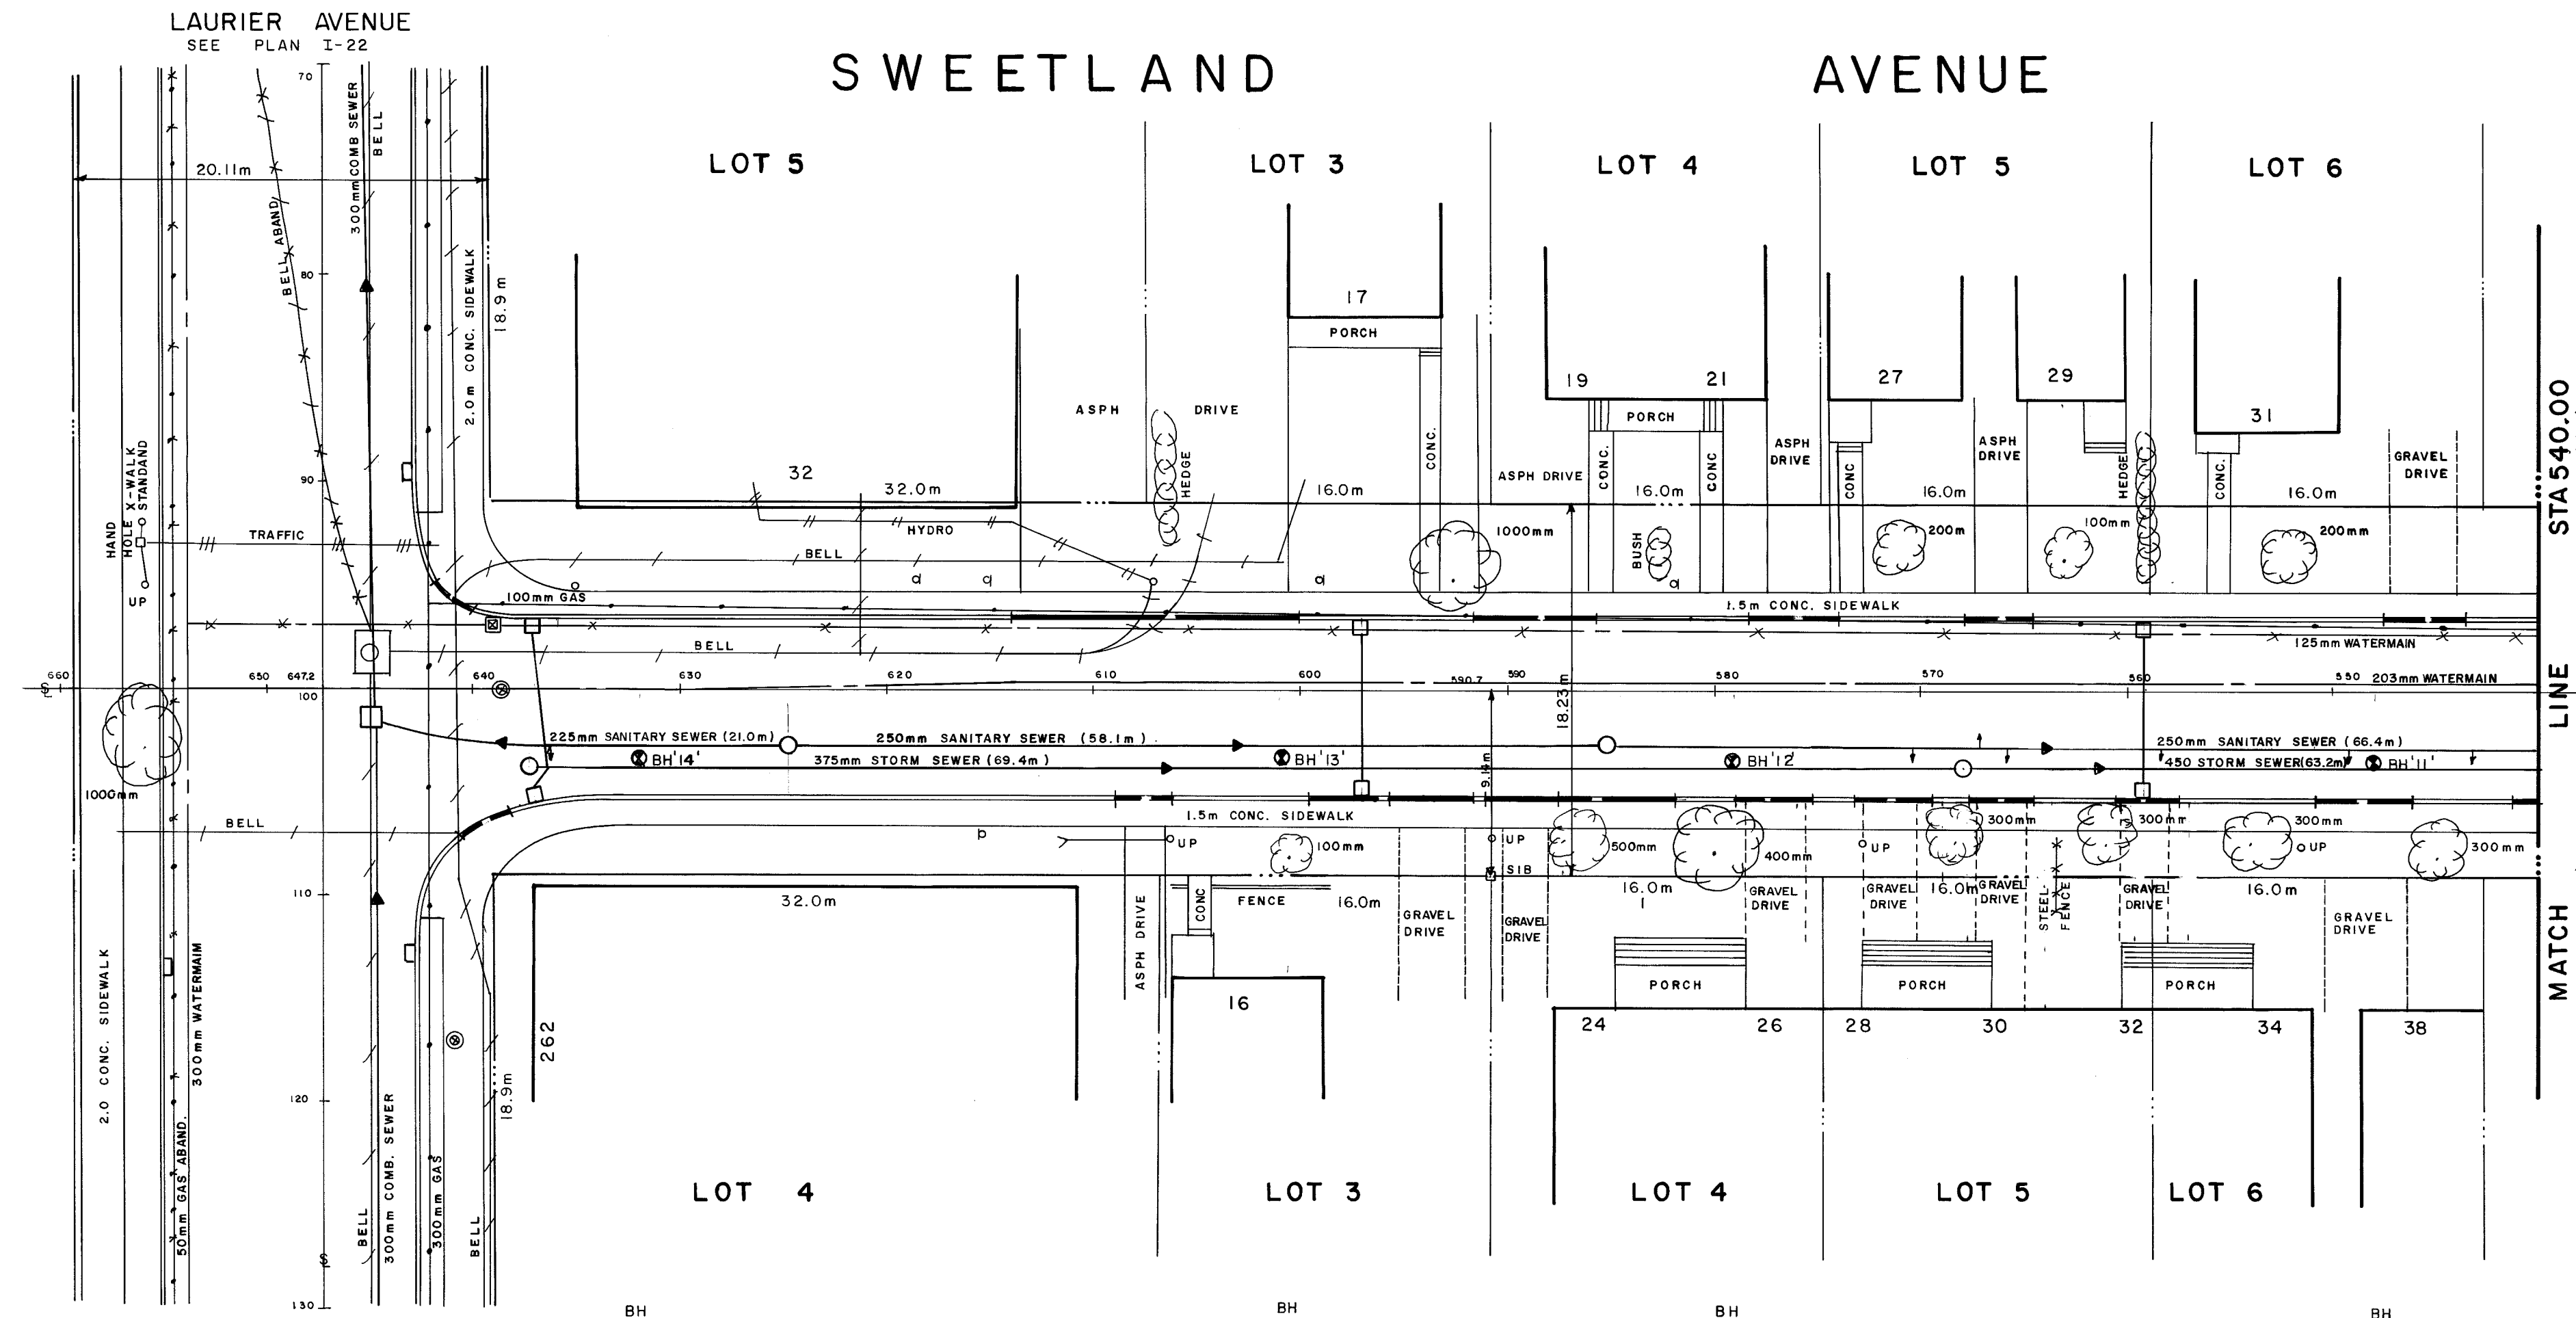 LAURIER AVENUE
SEE PLAN I-22
SWEETLAND AVENUE
70
300mm COMB SEWER
BELL
LOT 5
LOT 3
LOT 4
LOT 5
LOT 6
20.11m
BELL ABAND
80
2.0m CONC. SIDEWALK
18.9m
17
PORCH
19
21
27
29
31
STA 540.00
ASPH DRIVE
HEDGE
CONC.
PORCH
ASPH DRIVE
CONC.
CONC
ASPH
DRIVE
CONC
ASPH
DRIVE
HEDGE
CONC.
GRAVEL
DRIVE
HAND
HOLE X-WALK
STANDAND
90
32
32.0m
16.0m
16.0m
16.0m
16.0m
TRAFFIC
HYDRO
BELL
1000mm
BUSH
200m
100mm
200mm
UP
100mm GAS
1.5m CONC. SIDEWALK
BELL
125mm WATERMAIN
660
650
647.2
640
630
620
610
600
590.7
590
580
570
560
550
203mm WATERMAIN
100
18.23m
LINE
225mm SANITARY SEWER (21.0m)
250mm SANITARY SEWER (58.1m)
250mm SANITARY SEWER (66.4m)
BH'14'
375mm STORM SEWER (69.4m)
BH'13'
BH'12'
450 STORM SEWER(63.2m)
BH'11'
9.14m
1000mm
BELL
1.5m CONC. SIDEWALK
300mm
300mm
300mm
UP
100mm
UP
500mm
400mm
UP
UP
300mm
SIB
110
32.0m
ASPH DRIVE
CONC
FENCE
16.0m
GRAVEL
DRIVE
GRAVEL
DRIVE
16.0m
GRAVEL
DRIVE
GRAVEL
DRIVE
16.0m
GRAVEL
DRIVE
STEEL
FENCE
GRAVEL
DRIVE
16.0m
GRAVEL
DRIVE
MATCH
2.0 CONC. SIDEWALK
300mm WATERMAIN
262
16
PORCH
PORCH
PORCH
24
26
28
30
32
34
38
120
18.9m
50mm GAS ABAND.
BELL
300mm COMB. SEWER
300mm GAS
BELL
LOT 4
LOT 3
LOT 4
LOT 5
LOT 6
130
BH
BH
BH
BH